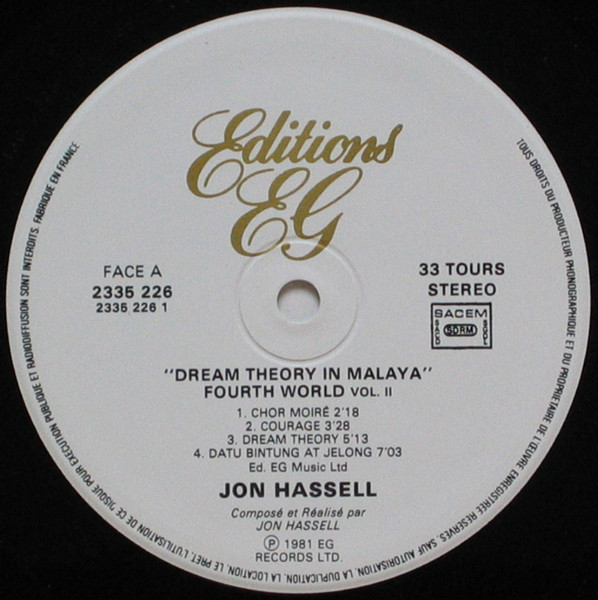 Editions
EG
FACE A
2335 226
2335 226 1
33 TOURS
STEREO
SACEM
SACD
SDRM
SGDL
"DREAM THEORY IN MALAYA"
FOURTH WORLD VOL. II
1. CHOR MOIRÉ 2'18
2. COURAGE 3'28
3. DREAM THEORY 5'13
4. DATU BINTUNG AT JELONG 7'03
Ed. EG Music Ltd
JON HASSELL
Composé et Réalisé par
JON HASSELL
℗ 1981 EG
RECORDS LTD.
TOUS DROITS DU PRODUCTEUR PHONOGRAPHIQUE ET DU PROPRIETAIRE DE L'ŒUVRE ENREGISTREE RESERVES. SAUF AUTORISATION, LA DUPLICATION, LA LOCATION, LE PRET, L'UTILISATION DE CE DISQUE POUR EXECUTION PUBLIQUE ET RADIODIFFUSION SONT INTERDITS. FABRIQUE EN FRANCE